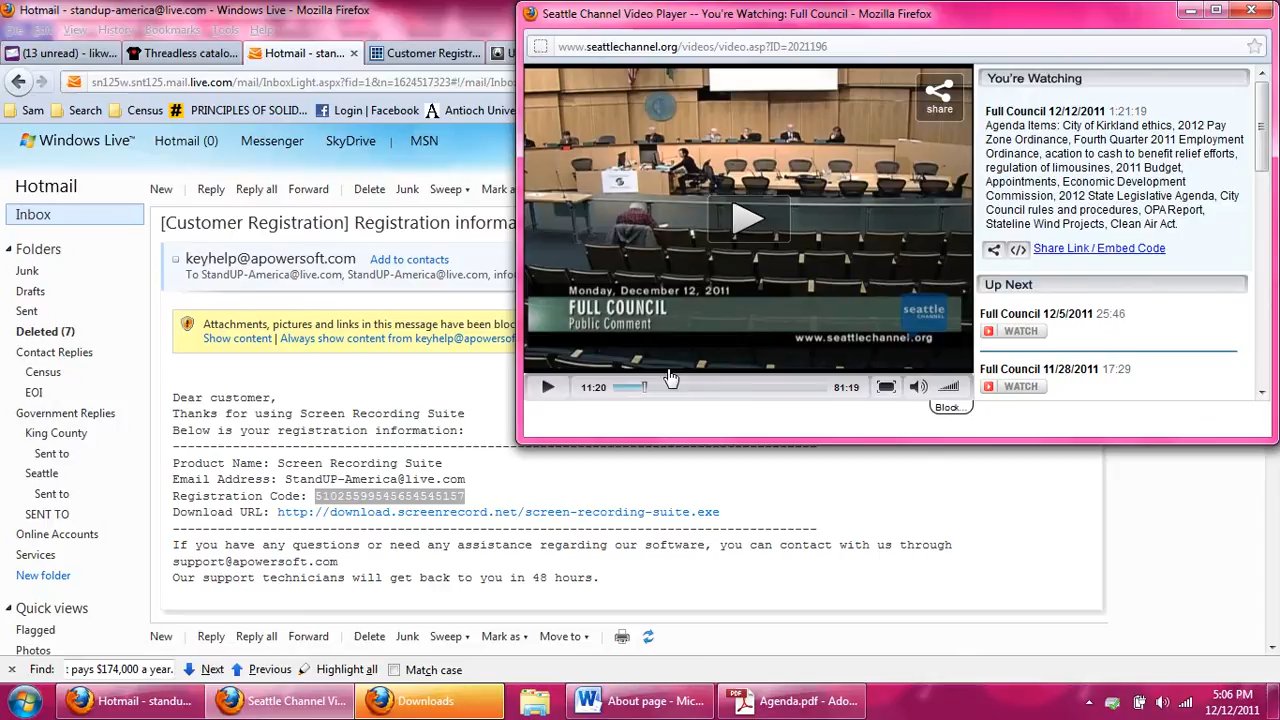 Hotmail - standup-america@live.com - Windows Live - Mozilla Firefox
File Edit View History Bookmarks Tools Help
(13 unread) - likw...
Threadless catalo...
Hotmail - stan...
Customer Registr...
sn125w.snt125.mail.live.com/mail/InboxLight.aspx?fid=1&n=1624517323#!/mail/Inbox
Sam
Search
Census
PRINCIPLES OF SOLID...
Login | Facebook
Antioch Univers
Windows Live™
Hotmail (0)
Messenger
SkyDrive
MSN
Hotmail
Inbox
Folders
Junk
Drafts
Sent
Deleted (7)
Contact Replies
Census
EOI
Government Replies
King County
Sent to
Seattle
Sent to
SENT TO
Online Accounts
Services
New folder
Quick views
Flagged
Photos
New
Reply
Reply all
Forward
Delete
Junk
Sweep
Mark a
[Customer Registration] Registration informa
keyhelp@apowersoft.com
Add to contacts
To StandUP-America@live.com, StandUP-America@live.com, infor
Attachments, pictures and links in this message have been bloc
Show content | Always show content from keyhelp@apowersof
Dear customer,
Thanks for using Screen Recording Suite
Below is your registration information:
Product Name: Screen Recording Suite
Email Address: StandUP-America@live.com
Registration Code: 51025599545654545157
Download URL: http://download.screenrecord.net/screen-recording-suite.exe
If you have any questions or need any assistance regarding our software, you can contact with us through
support@apowersoft.com
Our support technicians will get back to you in 48 hours.
New
Reply
Reply all
Forward
Delete
Junk
Sweep
Mark as
Move to
Seattle Channel Video Player -- You're Watching: Full Council - Mozilla Firefox
www.seattlechannel.org/videos/video.asp?ID=2021196
share
Monday, December 12, 2011
FULL COUNCIL
Public Comment
seattle
CHANNEL
www.seattlechannel.org
11:20
81:19
Block...
You're Watching
Full Council 12/12/2011 1:21:19
Agenda Items: City of Kirkland ethics, 2012 Pay
Zone Ordinance, Fourth Quarter 2011 Employment
Ordinance, acation to cash to benefit relief efforts,
regulation of limousines, 2011 Budget,
Appointments, Economic Development
Commission, 2012 State Legislative Agenda, City
Council rules and procedures, OPA Report,
Stateline Wind Projects, Clean Air Act.
Share Link / Embed Code
Up Next
Full Council 12/5/2011 25:46
WATCH
Full Council 11/28/2011 17:29
WATCH
Find:
: pays $174,000 a year.
Next
Previous
Highlight all
Match case
Hotmail - standu...
Seattle Channel Vi...
Downloads
About page - Mic...
Agenda.pdf - Ado...
5:06 PM
12/12/2011